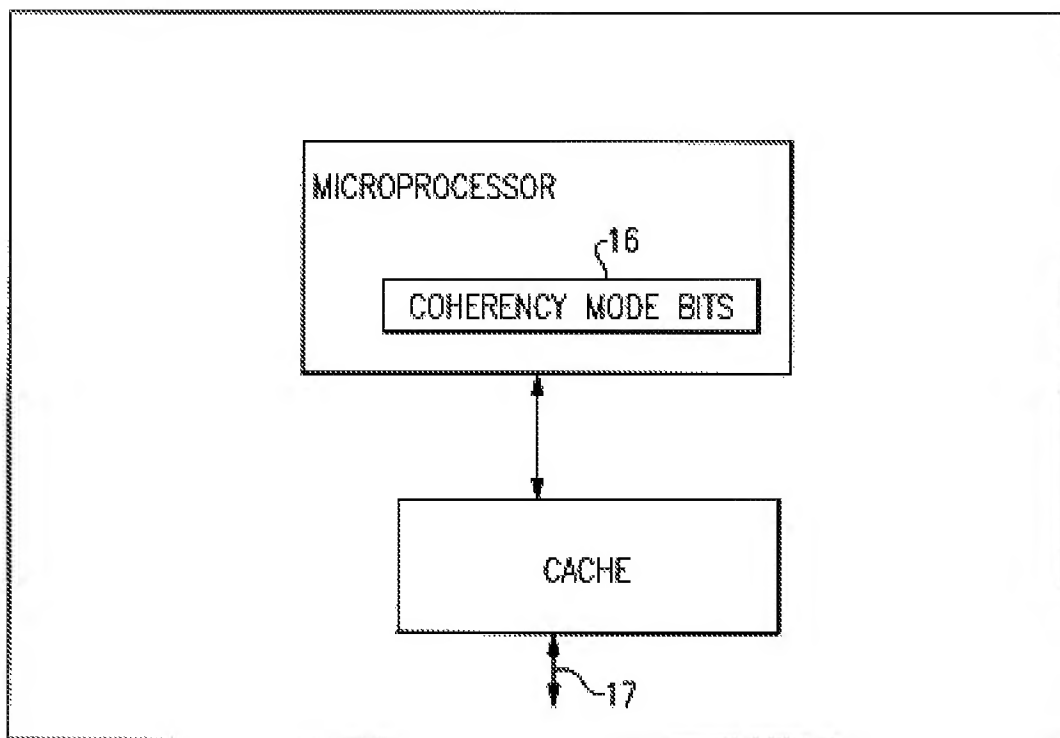 MICROPROCESSOR
16
COHERENCY MODE BITS
CACHE
17